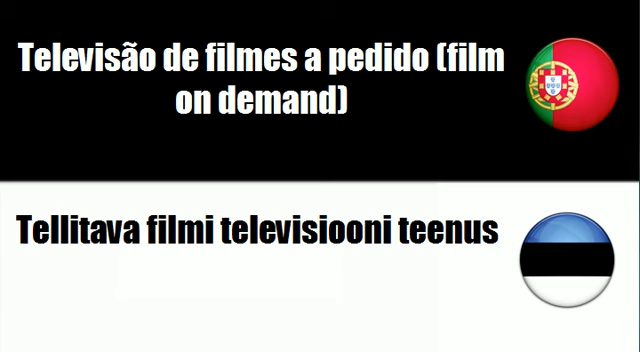 Televisão de filmes a pedido (film
on demand)
Tellitava filmi televisiooni teenus